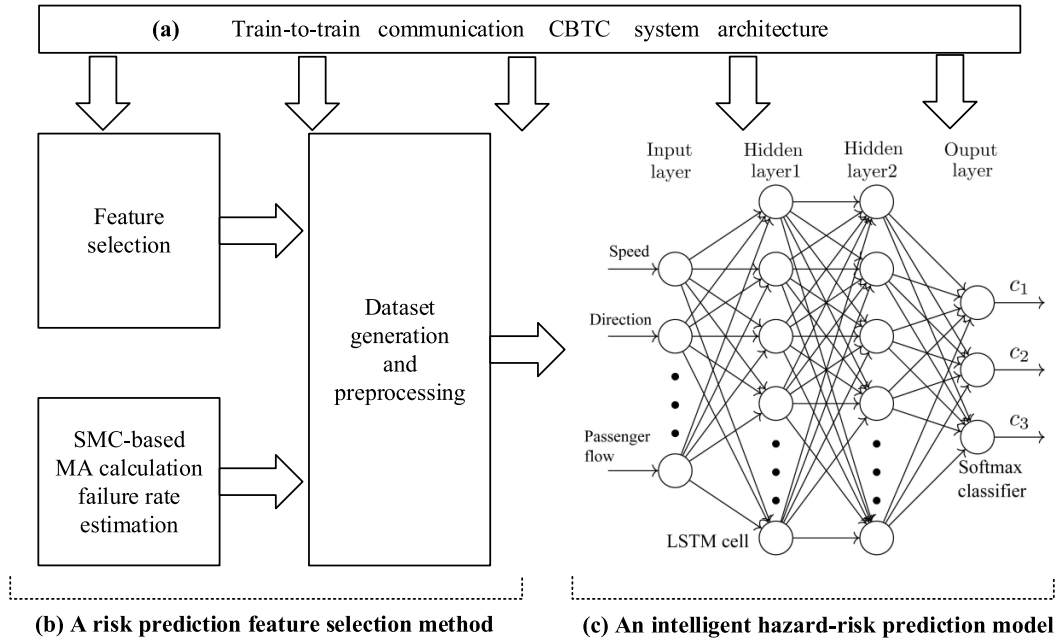 (a) Train-to-train communication CBTC system architecture
Feature
selection
SMC-based
MA calculation
failure rate
estimation
Dataset
generation
and
preprocessing
Input
layer
Hidden
layer1
Hidden
layer2
Ouput
layer
Speed
Direction
Passenger
flow
LSTM cell
c1
c2
c3
Softmax
classifier
(b) A risk prediction feature selection method
(c) An intelligent hazard-risk prediction model